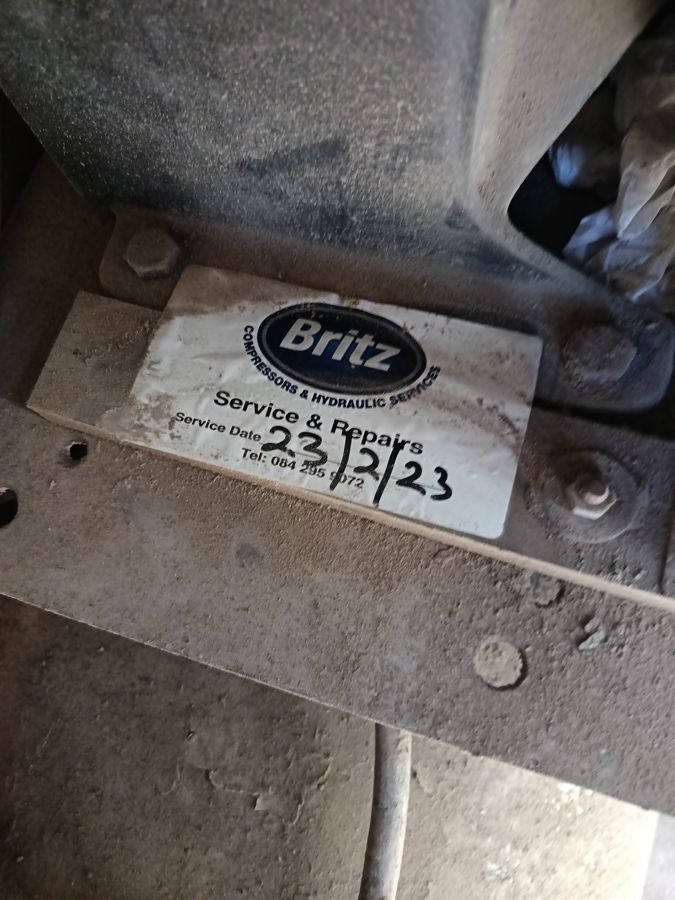 Britz
COMPRESSORS & HYDRAULIC SERVICES
Service & Repairs
Service Date 23/2/23
Tel: 084 295 9072